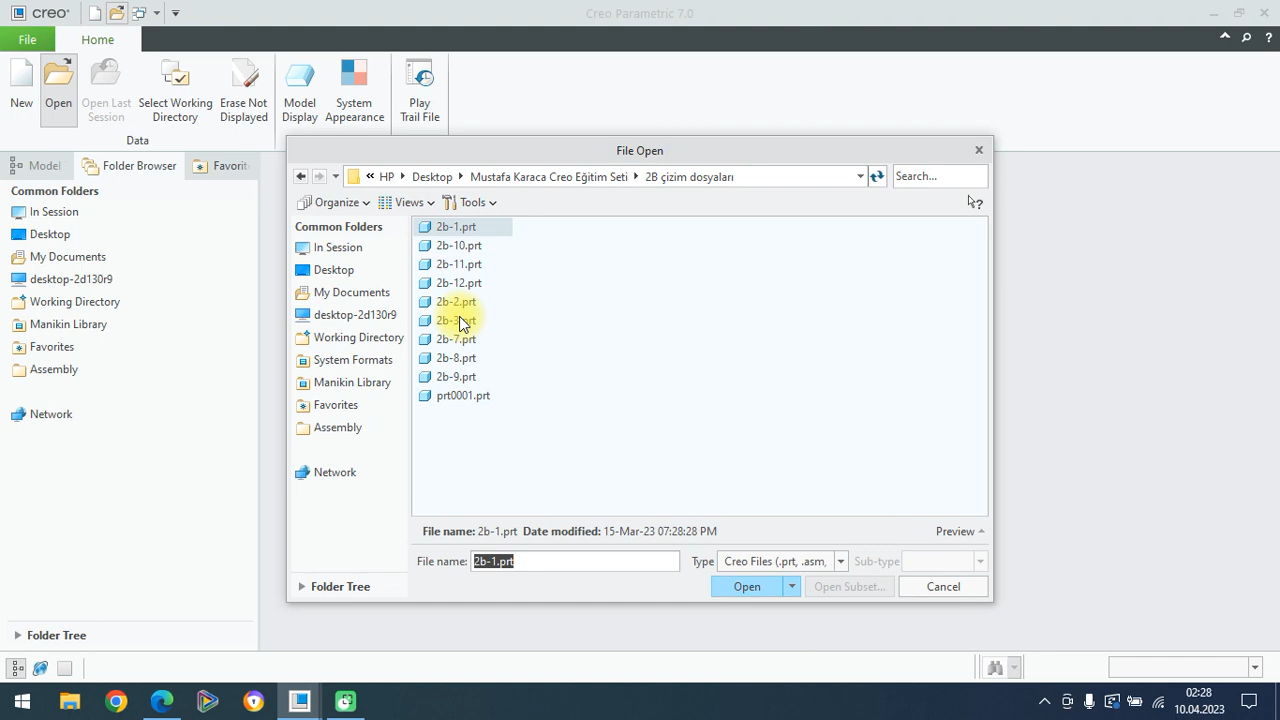 creo
Creo Parametric 7.0
File
Home
New
Open
Open Last Session
Select Working Directory
Erase Not Displayed
Model Display
System Appearance
Play Trail File
Data
Model
Folder Browser
Favorit
Common Folders
In Session
Desktop
My Documents
desktop-2d130r9
Working Directory
Manikin Library
Favorites
Assembly
Network
Folder Tree
File Open
« HP Desktop Mustafa Karaca Creo Eğitim Seti 2B çizim dosyaları
Search...
Organize Views Tools
Common Folders
In Session
Desktop
My Documents
desktop-2d130r9
Working Directory
System Formats
Manikin Library
Favorites
Assembly
Network
Folder Tree
2b-1.prt
2b-10.prt
2b-11.prt
2b-12.prt
2b-2.prt
2b-3.prt
2b-7.prt
2b-8.prt
2b-9.prt
prt0001.prt
File name: 2b-1.prt Date modified: 15-Mar-23 07:28:28 PM
Preview
File name: 2b-1.prt
Type Creo Files (.prt, .asm,
Sub-type
Open
Open Subset...
Cancel
02:28
10.04.2023